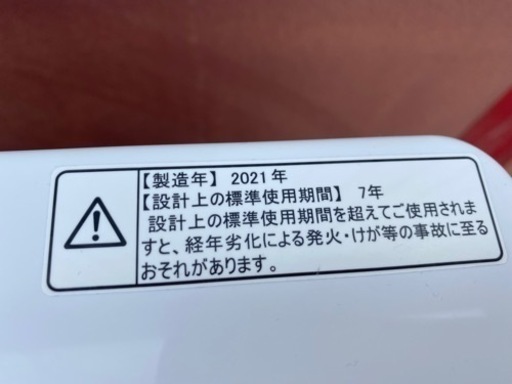 【製造年】 2021年
【設計上の標準使用期間】 7年
設計上の標準使用期間を超えてご使用されま
すと、経年劣化による発火・けが等の事故に至る
おそれがあります。